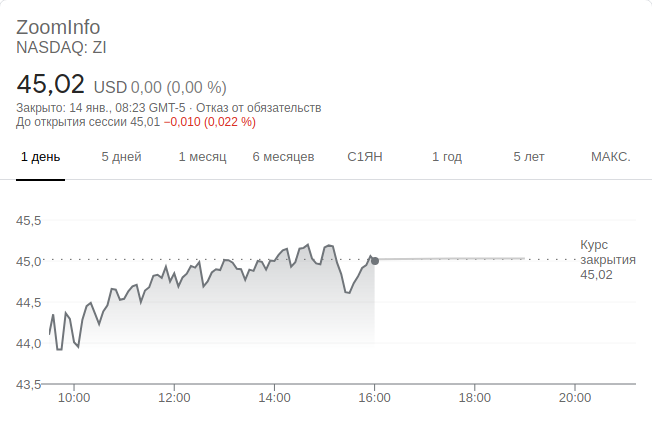 ZoomInfo
NASDAQ: ZI
45,02 USD 0,00 (0,00 %)
Закрыто: 14 янв., 08:23 GMT-5 · Отказ от обязательств
До открытия сессии 45,01 −0,010 (0,022 %)
1 день 5 дней 1 месяц 6 месяцев С1ЯН 1 год 5 лет МАКС.
45,5
45,0
44,5
44,0
43,5
Курс
закрытия
45,02
10:00 12:00 14:00 16:00 18:00 20:00